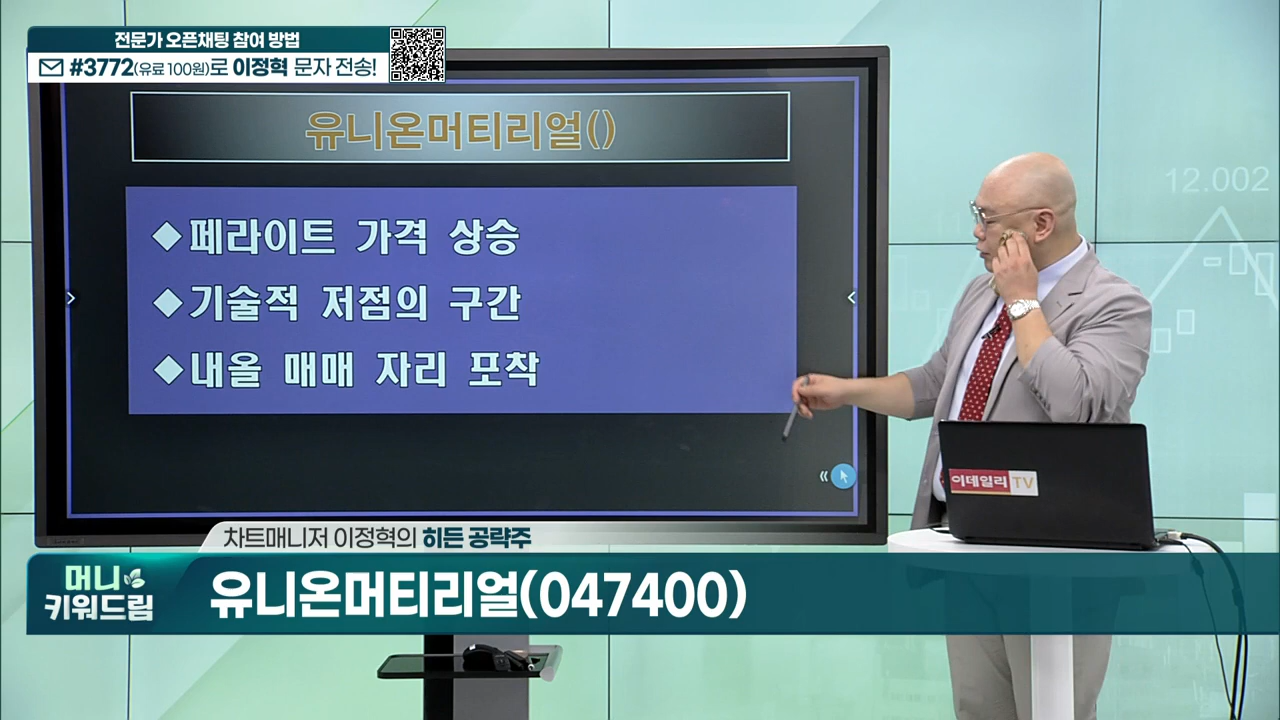 전문가 오픈채팅 참여 방법
#3772(유료 100원)로 이정혁 문자 전송!
유니온머티리얼()
◆페라이트 가격 상승
◆기술적 저점의 구간
◆내올 매매 자리 포착
12.002
이데일리TV
차트매니저 이정혁의 히든 공략주
머니
키워드림
유니온머티리얼(047400)